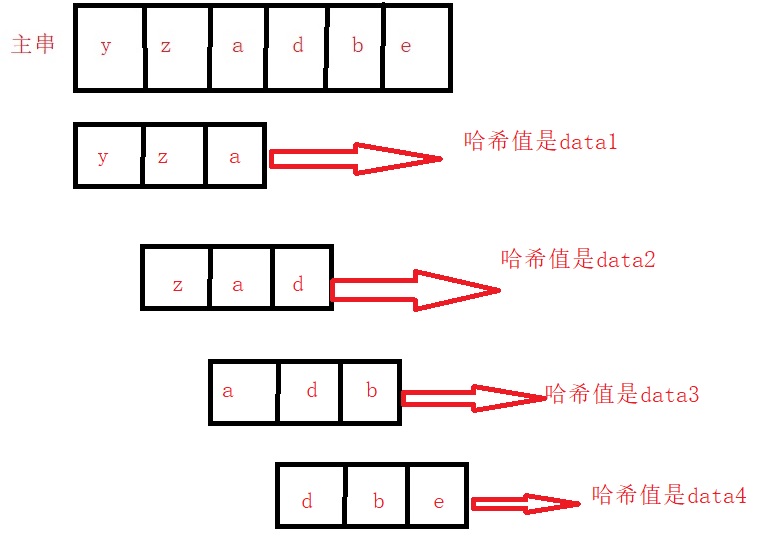 主串 y z a d b e
y z a 哈希值是data1
z a d 哈希值是data2
a d b 哈希值是data3
d b e 哈希值是data4